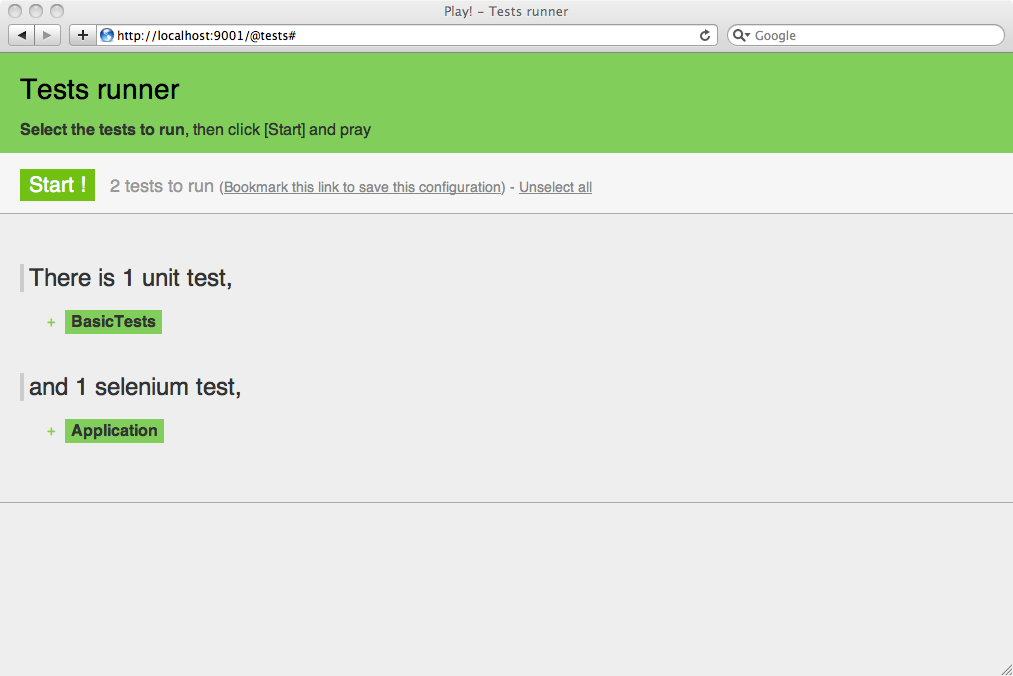 Play! – Tests runner
http://localhost:9001/@tests#
Google
Tests runner
Select the tests to run, then click [Start] and pray
Start ! 2 tests to run (Bookmark this link to save this configuration) - Unselect all
There is 1 unit test,
+ BasicTests
and 1 selenium test,
+ Application